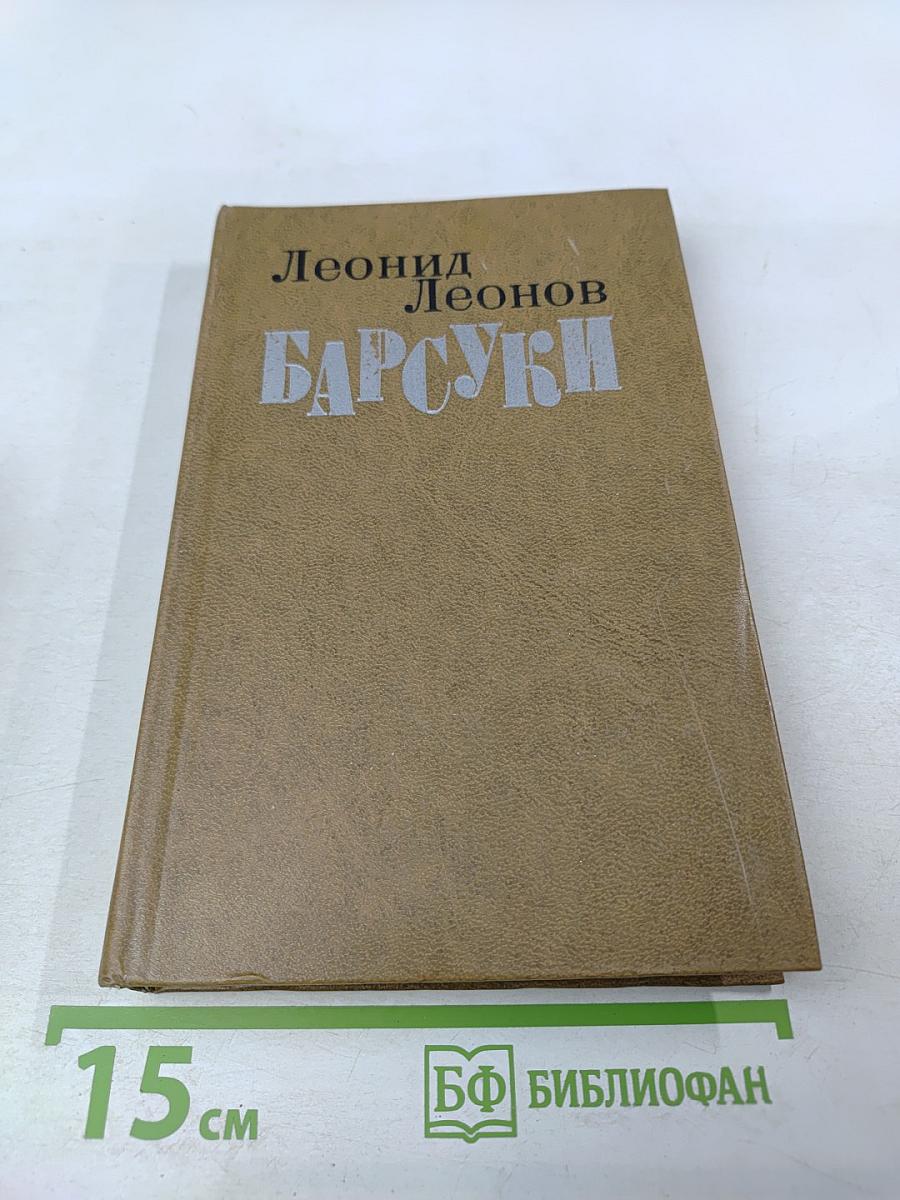 Леонид
Леонов
БАРСУКИ
15 см
БФ БИБЛИОФАН